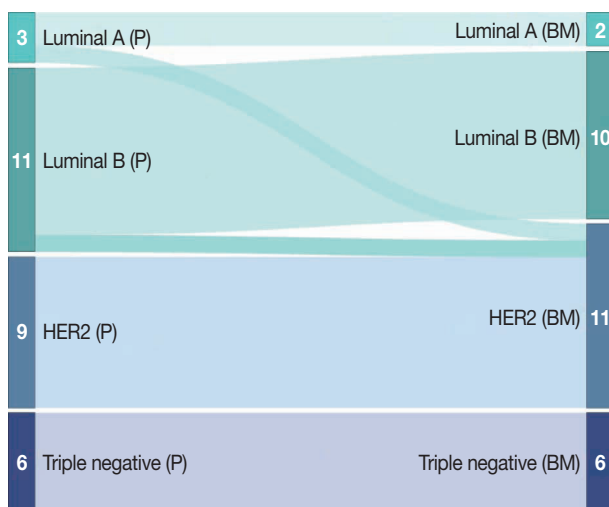 3 Luminal A (P)
Luminal A (BM) 2
11 Luminal B (P)
Luminal B (BM) 10
9 HER2 (P)
HER2 (BM) 11
6 Triple negative (P)
Triple negative (BM) 6